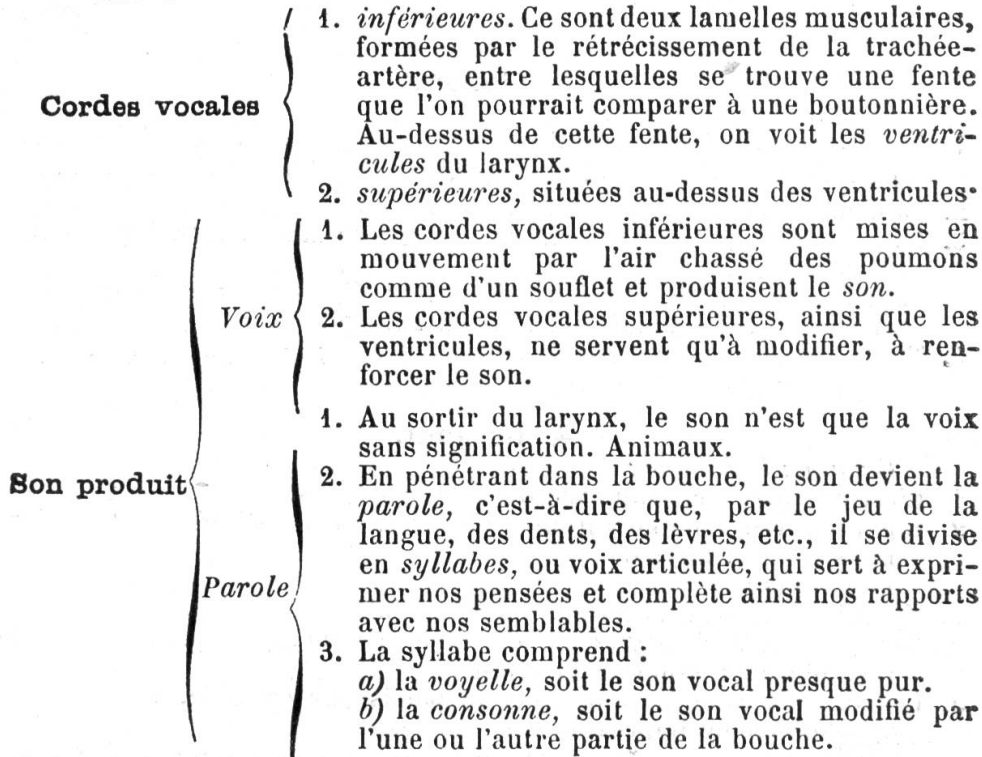 1. inférieures. Ce sont deux lamelles musculaires,
formées par le rétrécissement de la trachée-
artère, entre lesquelles se trouve une fente
Cordes vocales
que l'on pourrait comparer à une boutonnière.
Au-dessus de cette fente, on voit les ventri-
cules du larynx.
2. supérieures, situées au-dessus des ventricules.
1. Les cordes vocales inférieures sont mises en
mouvement par l'air chassé des poumons
comme d'un souflet et produisent le son.
Voix
2. Les cordes vocales supérieures, ainsi que les
ventricules, ne servent qu'à modifier, à ren-
forcer le son.
1. Au sortir du larynx, le son n'est que la voix
sans signification. Animaux.
Son produit
2. En pénétrant dans la bouche, le son devient la
parole, c'est-à-dire que, par le jeu de la
langue, des dents, des lèvres, etc., il se divise
en syllabes, ou voix articulée, qui sert à expri-
Parole
mer nos pensées et complète ainsi nos rapports
avec nos semblables.
3. La syllabe comprend :
a) la voyelle, soit le son vocal presque pur.
b) la consonne, soit le son vocal modifié par
l'une ou l'autre partie de la bouche.